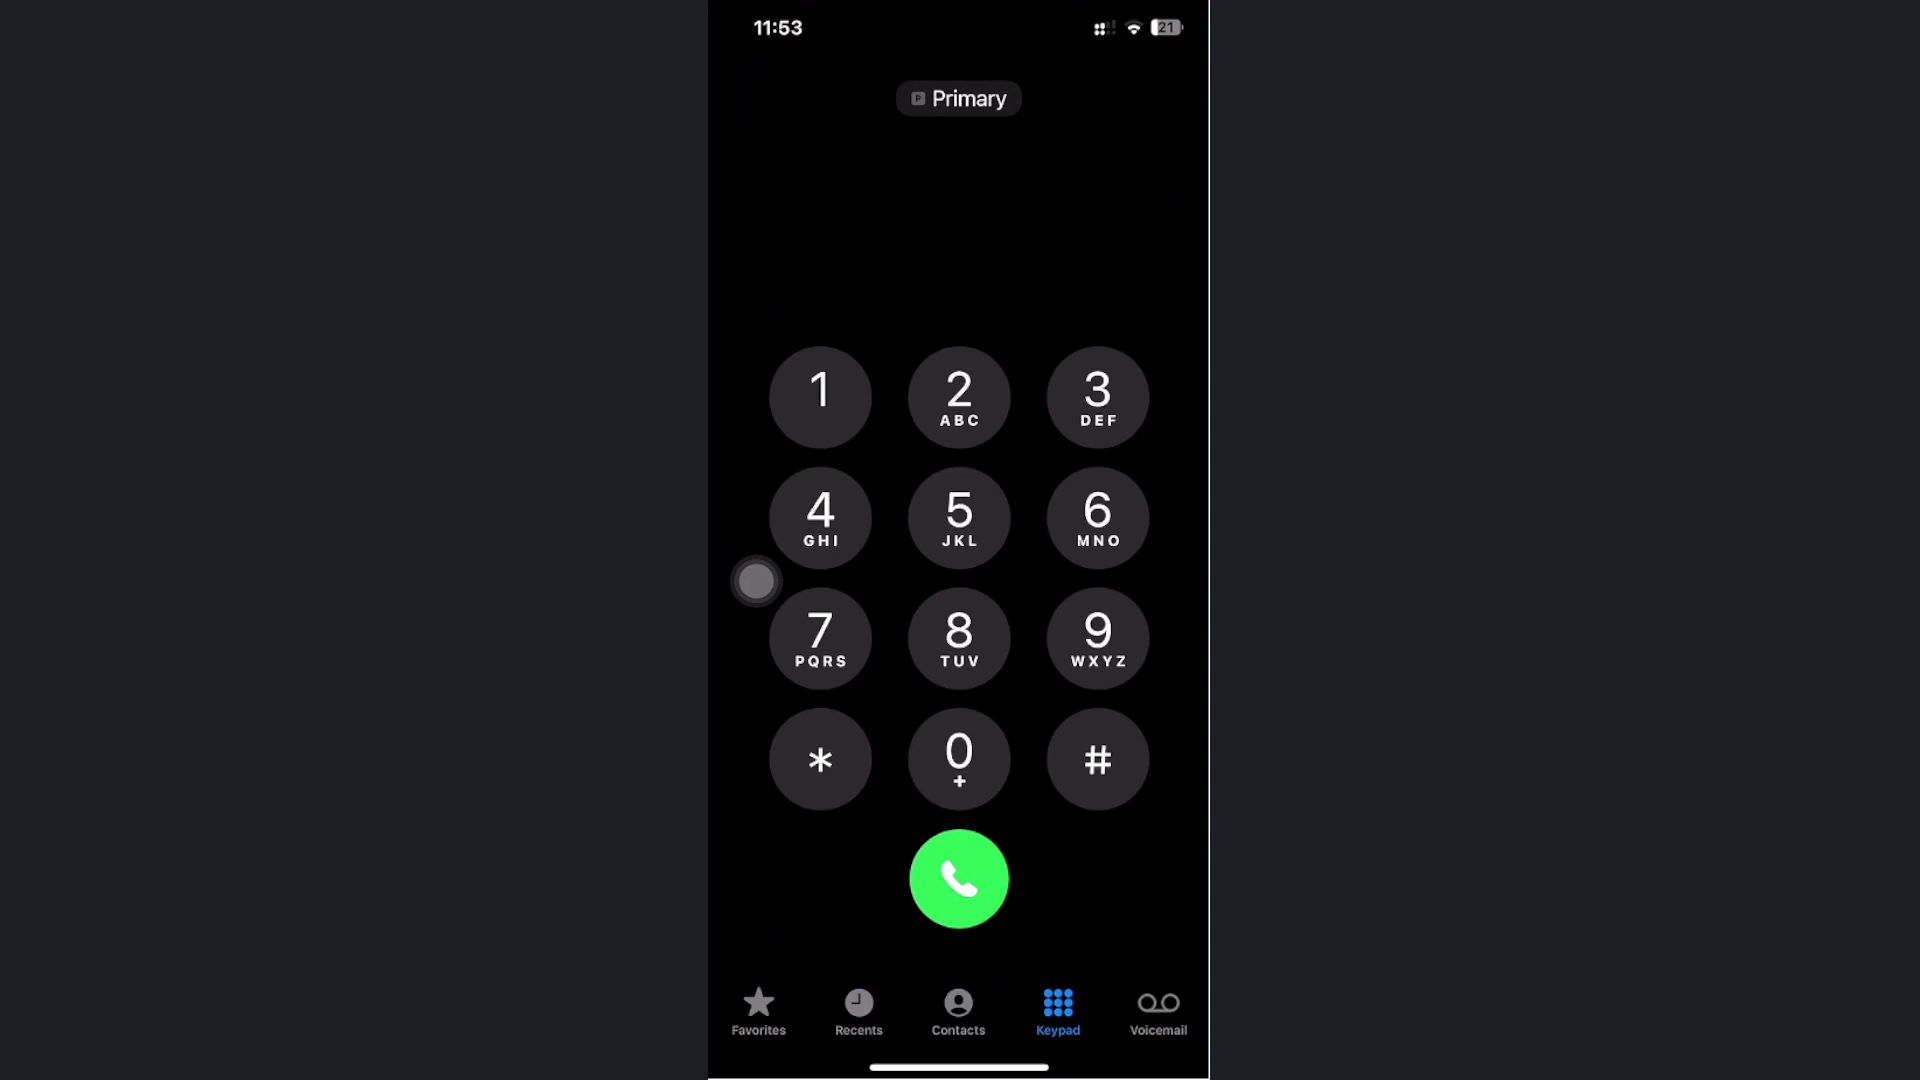 11:53
21
P Primary
1 2 3
ABC DEF
4 5 6
GHI JKL MNO
7 8 9
PQRS TUV WXYZ
* 0 #
+
Favorites Recents Contacts Keypad Voicemail